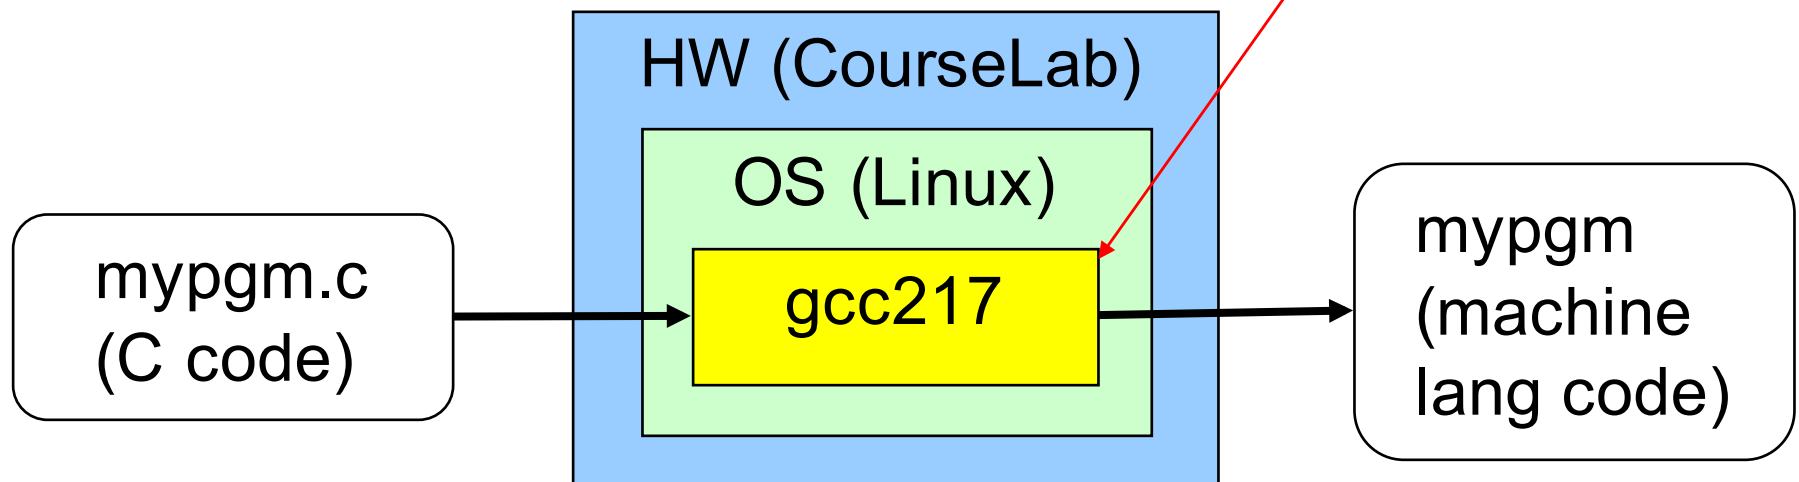 HW (CourseLab)
OS (Linux)
mypgm.c
(C code)
gcc217
mypgm
(machine
lang code)